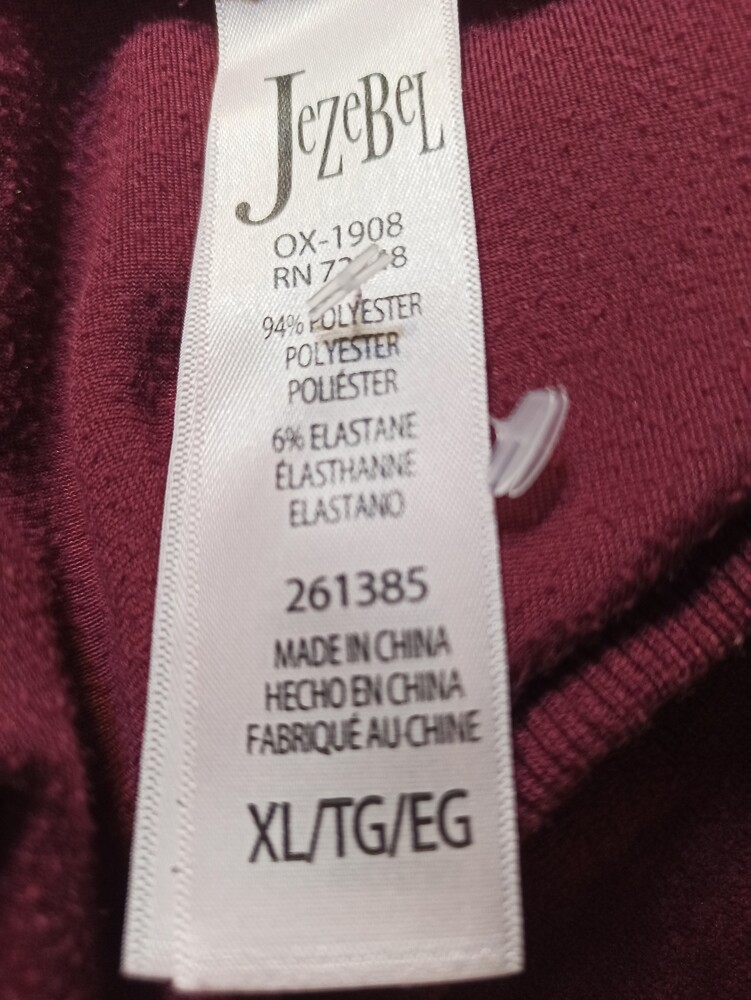 JEZEBEL
OX-1908
RN
94% POLYESTER
POLYESTER
POLIÉSTER
6% ELASTANE
ÉLASTHANNE
ELASTANO
261385
MADE IN CHINA
HECHO EN CHINA
FABRIQUÉ AU CHINE
XL/TG/EG